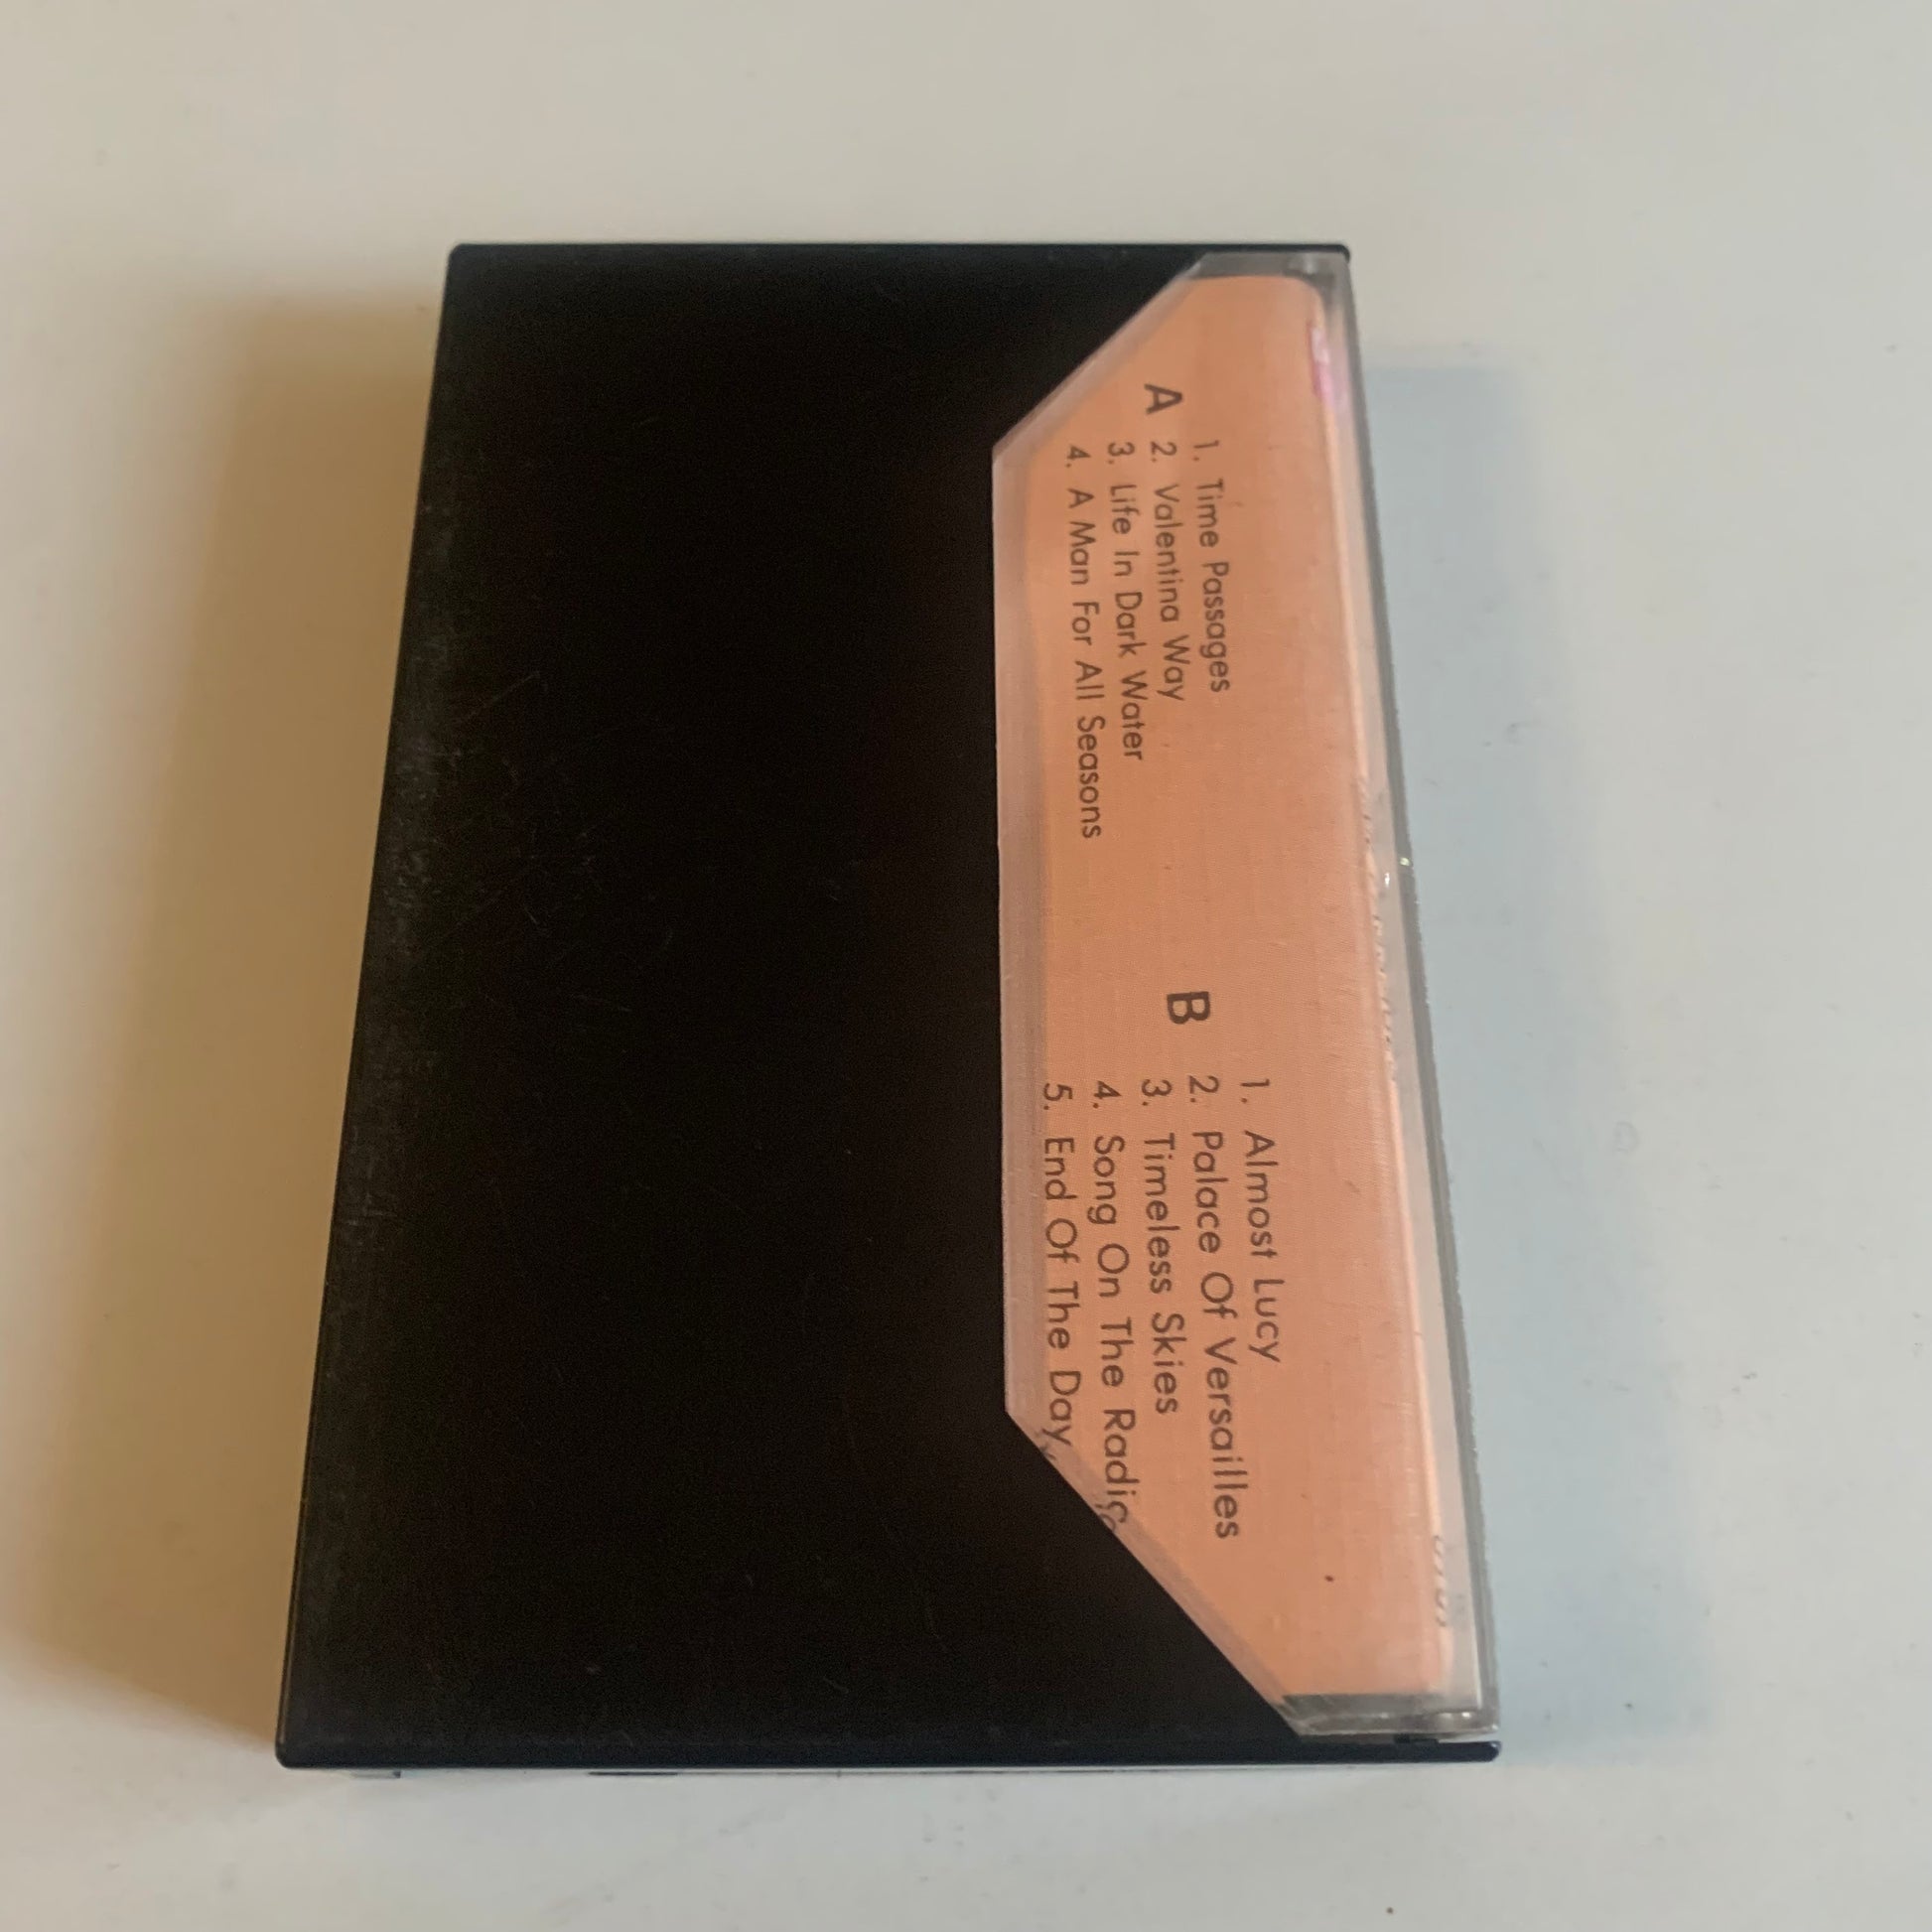 A
1. Time Passages
2. Valentina Way
3. Life In Dark Water
4. A Man For All Seasons
B
1. Almost Lucy
2. Palace Of Versailles
3. Timeless Skies
4. Song On The Radio
5. End Of The Day